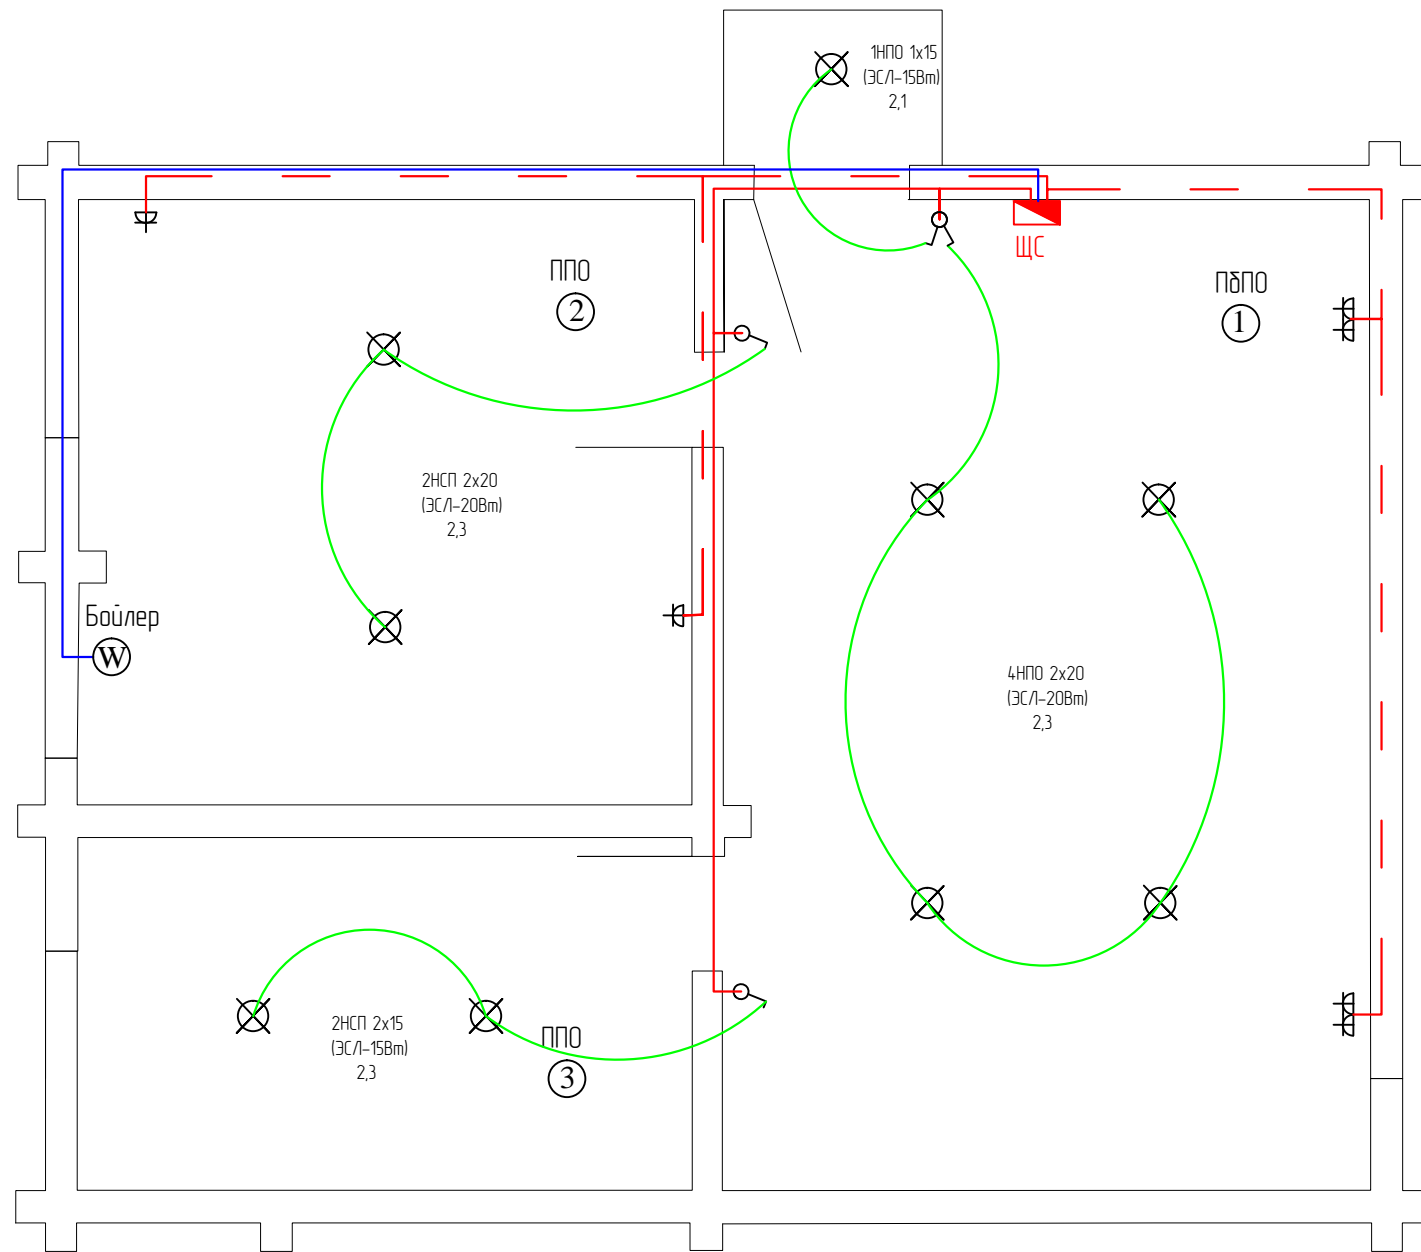 1НПО 1х15
(ЭСЛ-15Вт)
2,1
ЩС
ППО
2
ПбПО
1
2НСП 2х20
(ЭСЛ-20Вт)
2,3
Бойлер
W
4НПО 2х20
(ЭСЛ-20Вт)
2,3
2НСП 2х15
(ЭСЛ-15Вт)
2,3
ППО
3